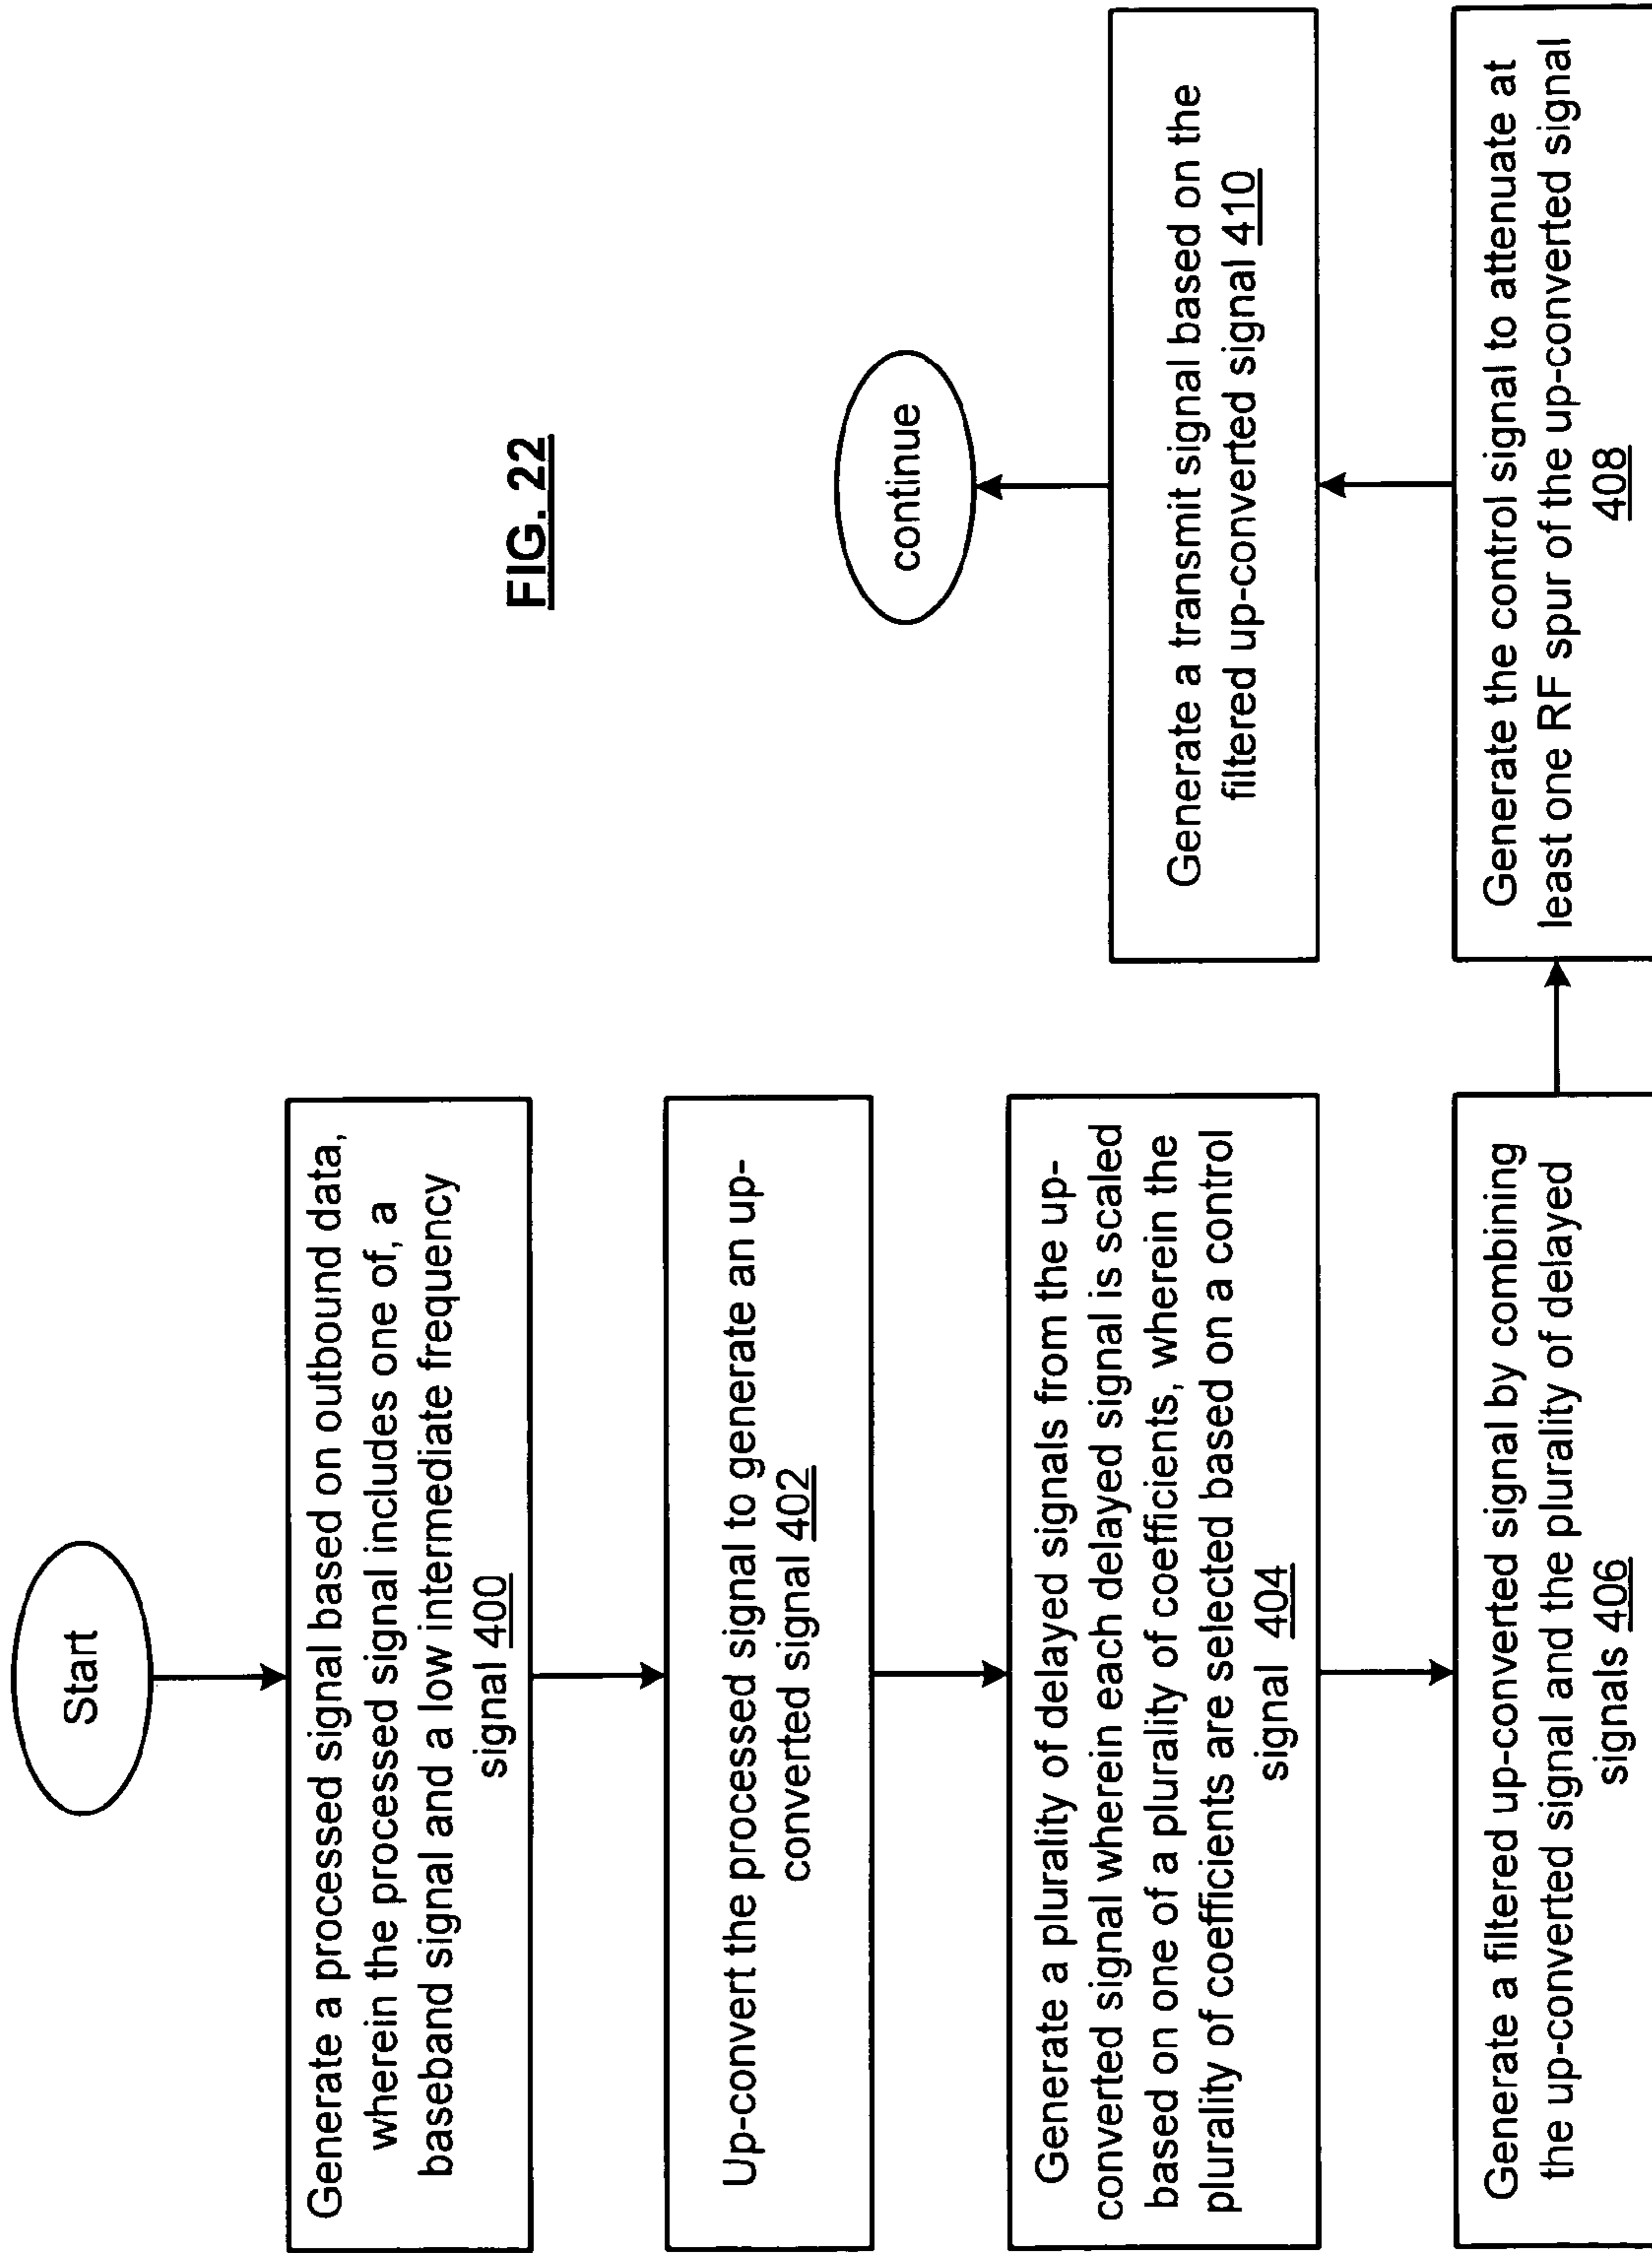 Start
Generate a processed signal based on outbound data,
wherein the processed signal includes one of, a
baseband signal and a low intermediate frequency
signal 400
Up-convert the processed signal to generate an up-
converted signal 402
Generate a plurality of delayed signals from the up-
converted signal wherein each delayed signal is scaled
based on one of a plurality of coefficients, wherein the
plurality of coefficients are selected based on a control
signal 404
Generate a filtered up-converted signal by combining
the up-converted signal and the plurality of delayed
signals 406
Generate the control signal to attenuate at
least one RF spur of the up-converted signal
408
Generate a transmit signal based on the
filtered up-converted signal 410
continue
FIG. 22